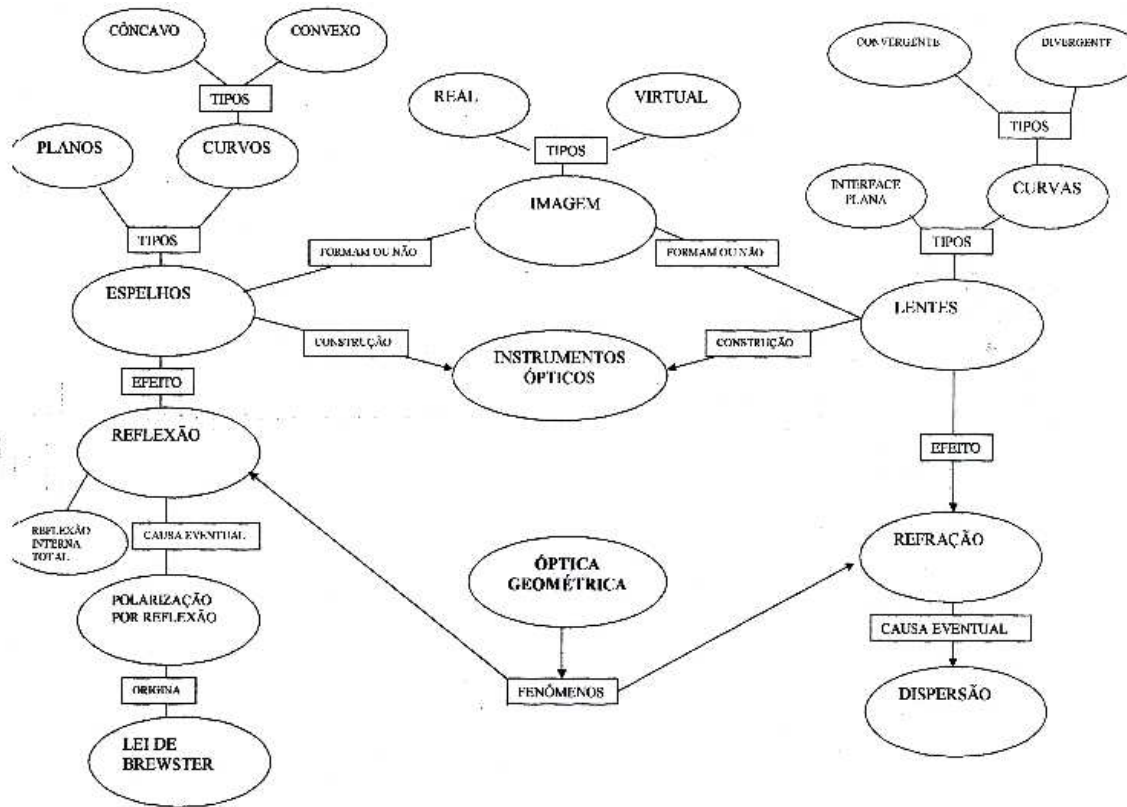 CÔNCAVO
CONVEXO
TIPOS
PLANOS
CURVOS
TIPOS
ESPELHOS
REAL
VIRTUAL
TIPOS
IMAGEM
FORMAM OU NÃO
FORMAM OU NÃO
CONVERGENTE
DIVERGENTE
TIPOS
INTERFACE
PLANA
CURVAS
TIPOS
LENTES
CONSTRUÇÃO
INSTRUMENTOS
ÓPTICOS
CONSTRUÇÃO
EFEITO
REFLEXÃO
REFLEXÃO
INTERNA
TOTAL
CAUSA EVENTUAL
POLARIZAÇÃO
POR REFLEXÃO
ORIGINA
LEI DE
BREWSTER
ÓPTICA
GEOMÉTRICA
FENÔMENOS
EFEITO
REFRAÇÃO
CAUSA EVENTUAL
DISPERSÃO